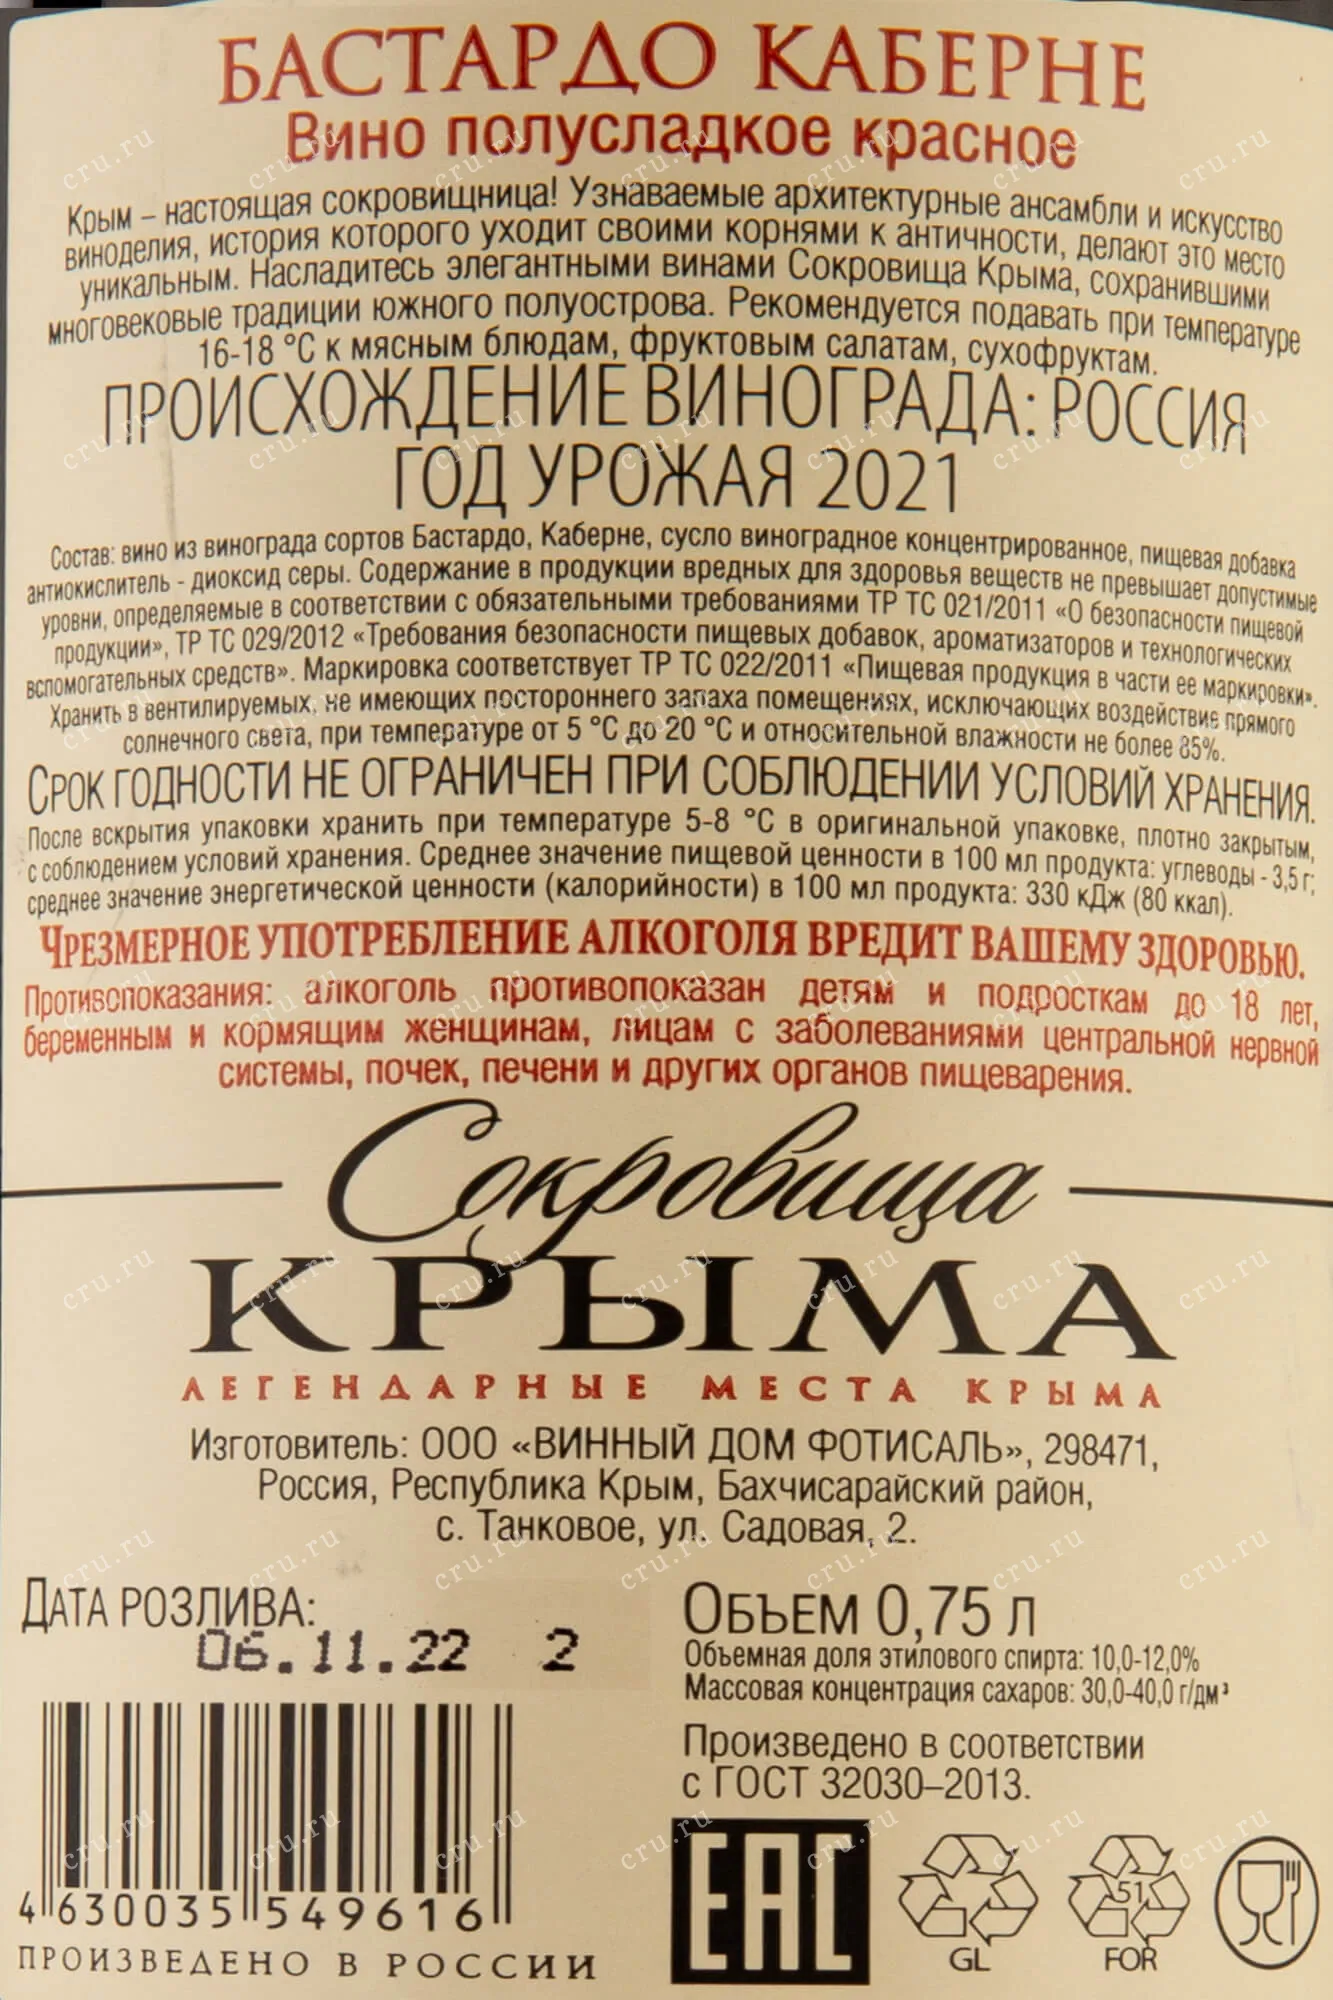 БАСТАРДО КАБЕРНЕ
Вино полусладкое красное
Крым – настоящая сокровищница! Узнаваемые архитектурные ансамбли и искусство
виноделия, история которого уходит своими корнями к античности, делают это место
уникальным. Насладитесь элегантными винами Сокровища Крыма, сохранившими
многовековые традиции южного полуострова. Рекомендуется подавать при температуре
16-18 °С к мясным блюдам, фруктовым салатам, сухофруктам.
ПРОИСХОЖДЕНИЕ ВИНОГРАДА: РОССИЯ
ГОД УРОЖАЯ 2021
Состав: вино из винограда сортов Бастардо, Каберне, сусло виноградное концентрированное, пищевая добавка
антиокислитель - диоксид серы. Содержание в продукции вредных для здоровья веществ не превышает допустимые
уровни, определяемые в соответствии с обязательными требованиями ТР ТС 021/2011 «О безопасности пищевой
продукции», ТР ТС 029/2012 «Требования безопасности пищевых добавок, ароматизаторов и технологических
вспомогательных средств». Маркировка соответствует ТР ТС 022/2011 «Пищевая продукция в части ее маркировки».
Хранить в вентилируемых, не имеющих постороннего запаха помещениях, исключающих воздействие прямого
солнечного света, при температуре от 5 °С до 20 °С и относительной влажности не более 85%.
СРОК ГОДНОСТИ НЕ ОГРАНИЧЕН ПРИ СОБЛЮДЕНИИ УСЛОВИЙ ХРАНЕНИЯ.
После вскрытия упаковки хранить при температуре 5-8 °С в оригинальной упаковке, плотно закрытым,
с соблюдением условий хранения. Среднее значение пищевой ценности в 100 мл продукта: углеводы - 3,5 г;
среднее значение энергетической ценности (калорийности) в 100 мл продукта: 330 кДж (80 ккал).
ЧРЕЗМЕРНОЕ УПОТРЕБЛЕНИЕ АЛКОГОЛЯ ВРЕДИТ ВАШЕМУ ЗДОРОВЬЮ.
Противопоказания: алкоголь противопоказан детям и подросткам до 18 лет,
беременным и кормящим женщинам, лицам с заболеваниями центральной нервной
системы, почек, печени и других органов пищеварения.
Сокровища
КРЫМА
ЛЕГЕНДАРНЫЕ МЕСТА КРЫМА
Изготовитель: ООО «ВИННЫЙ ДОМ ФОТИСАЛЬ», 298471,
Россия, Республика Крым, Бахчисарайский район,
с. Танковое, ул. Садовая, 2.
ДАТА РОЗЛИВА:
06.11.22 2
ОБЪЕМ 0,75 Л
Объемная доля этилового спирта: 10,0-12,0%
Массовая концентрация сахаров: 30,0-40,0 г/дм³
Произведено в соответствии
с ГОСТ 32030–2013.
4 630035 549616
ПРОИЗВЕДЕНО В РОССИИ
EAC
GL
51
FOR
cru.ru